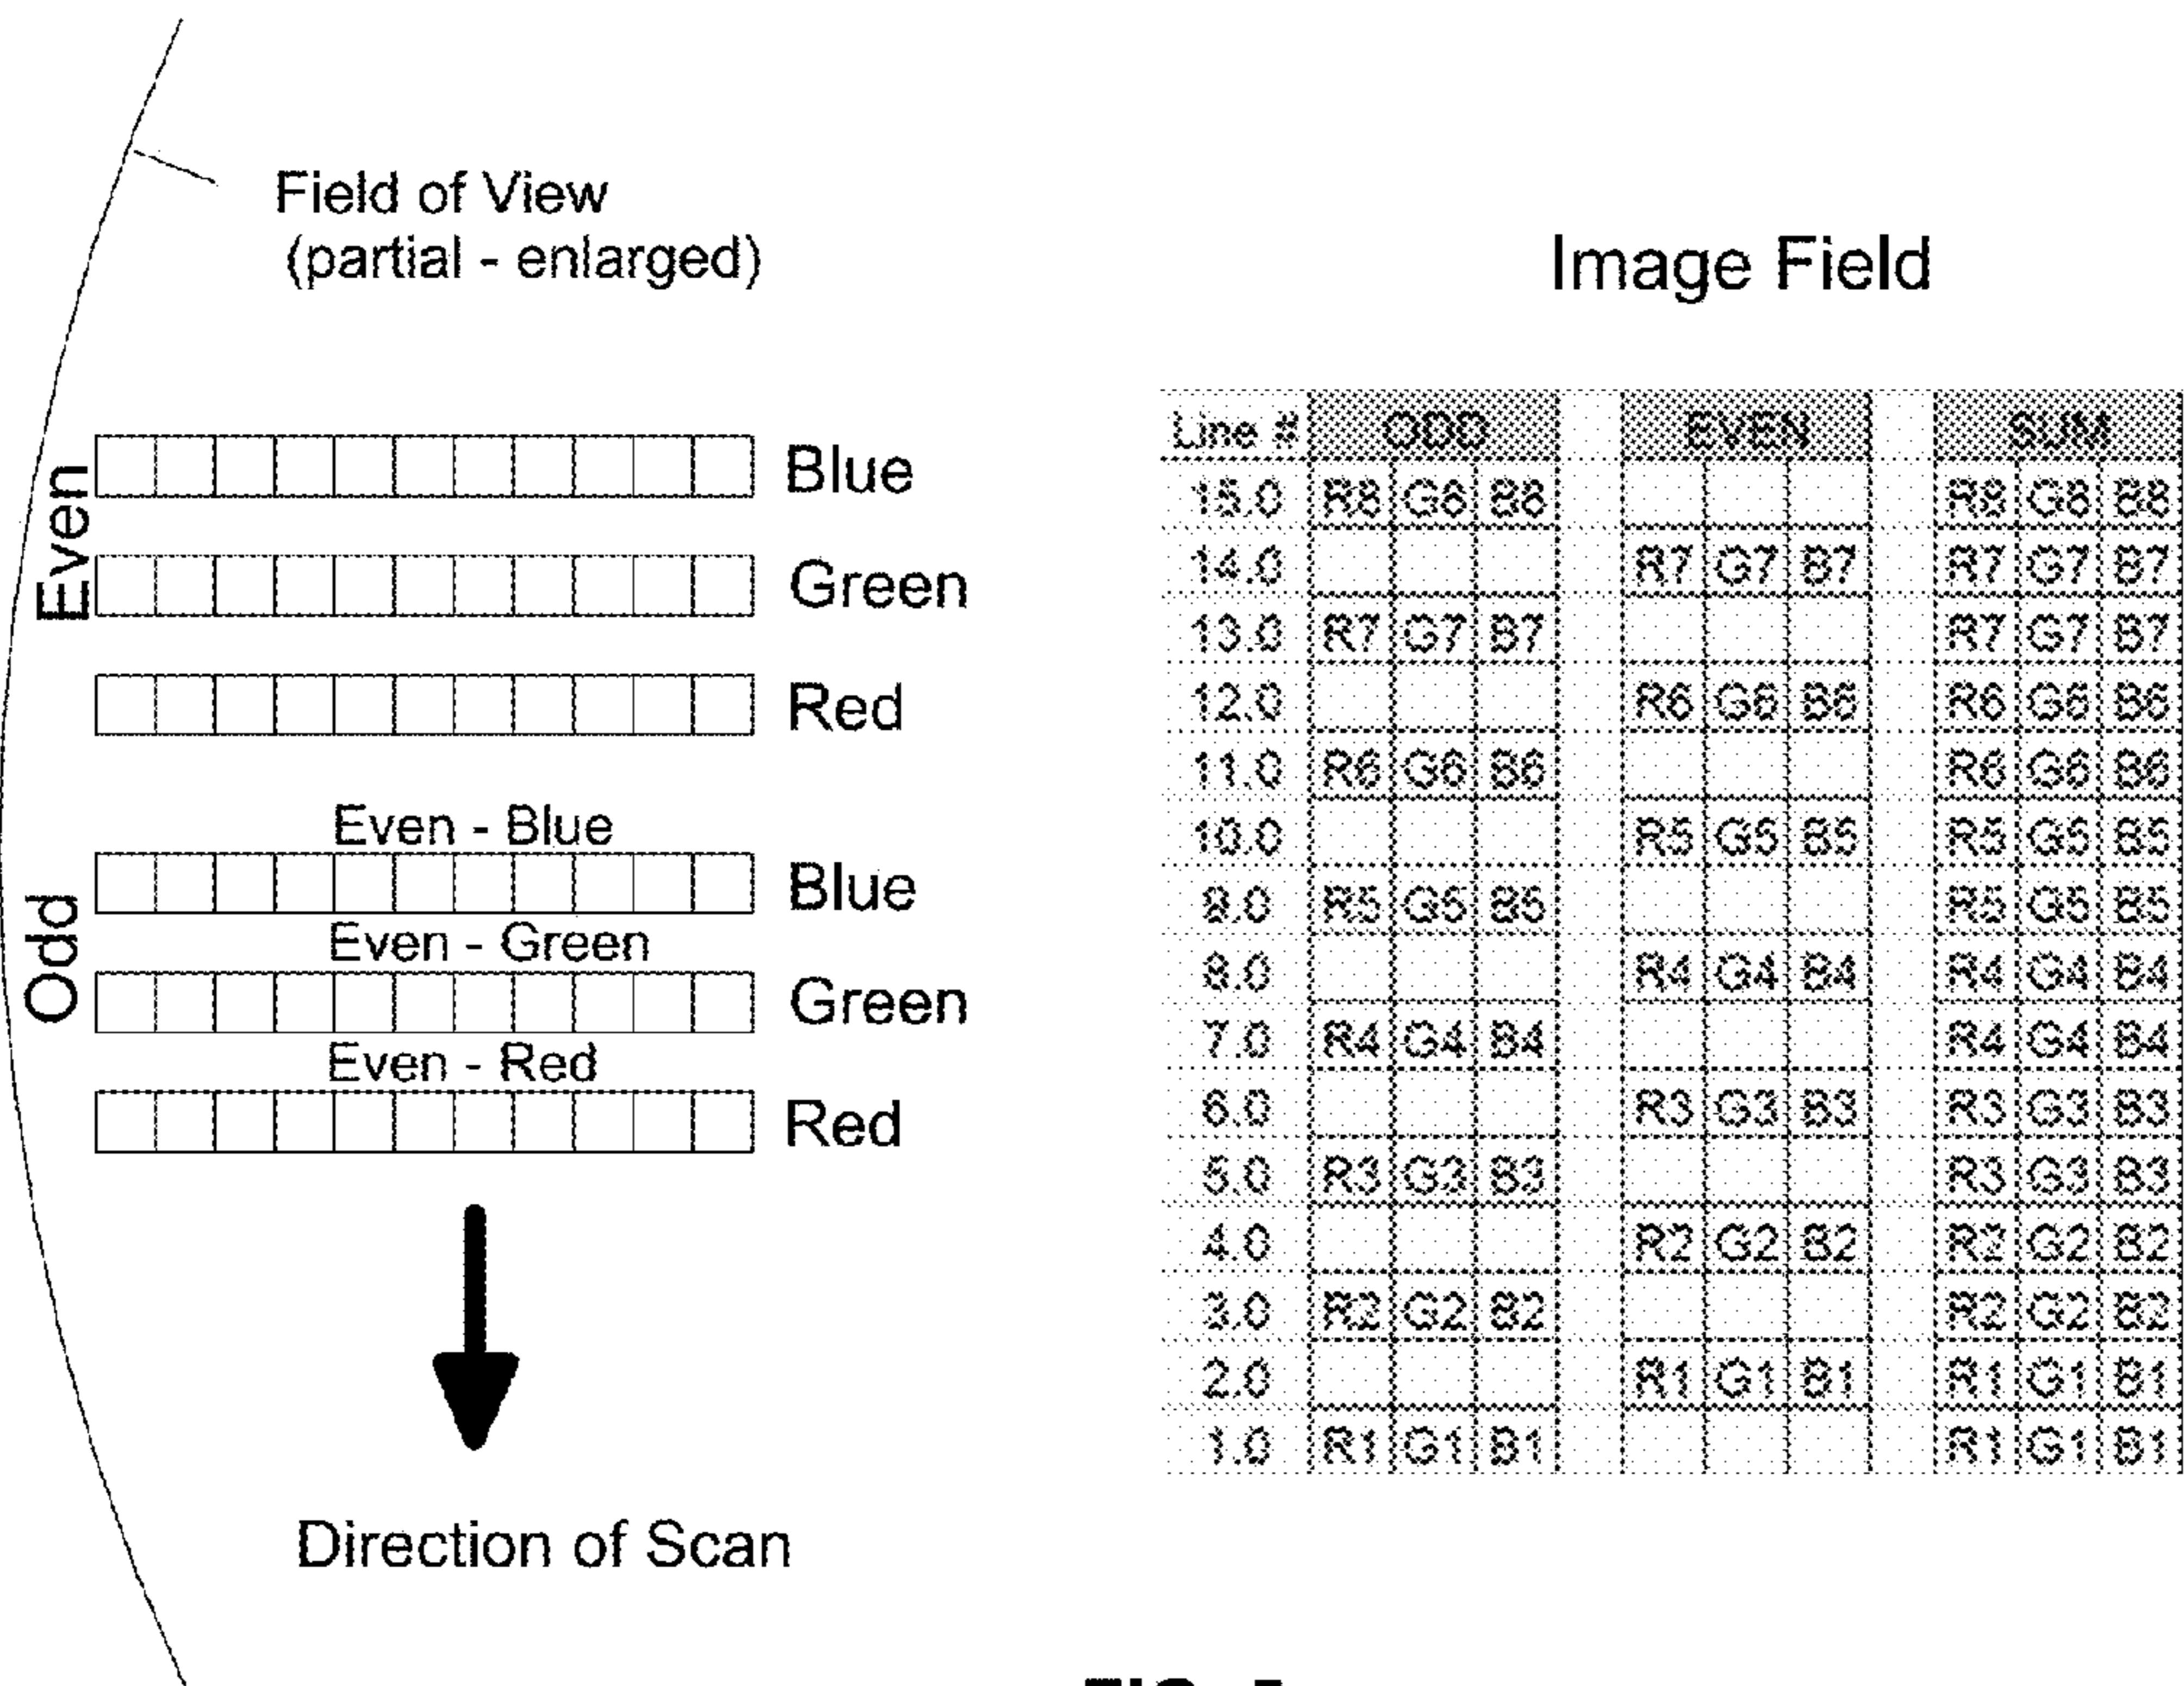 Field of View
(partial - enlarged)
Even
Blue
Green
Red
Odd
Even - Blue
Blue
Even - Green
Green
Even - Red
Red
Direction of Scan
Image Field
Line # ODD EVEN SUM
15.0 R8 G8 B8 R8 G8 B8
14.0 R7 G7 B7 R7 G7 B7
13.0 R7 G7 B7 R7 G7 B7
12.0 R6 G6 B6 R6 G6 B6
11.0 R6 G6 B6 R6 G6 B6
10.0 R5 G5 B5 R5 G5 B5
9.0 R5 G5 B5 R5 G5 B5
8.0 R4 G4 B4 R4 G4 B4
7.0 R4 G4 B4 R4 G4 B4
6.0 R3 G3 B3 R3 G3 B3
5.0 R3 G3 B3 R3 G3 B3
4.0 R2 G2 B2 R2 G2 B2
3.0 R2 G2 B2 R2 G2 B2
2.0 R1 G1 B1 R1 G1 B1
1.0 R1 G1 B1 R1 G1 B1